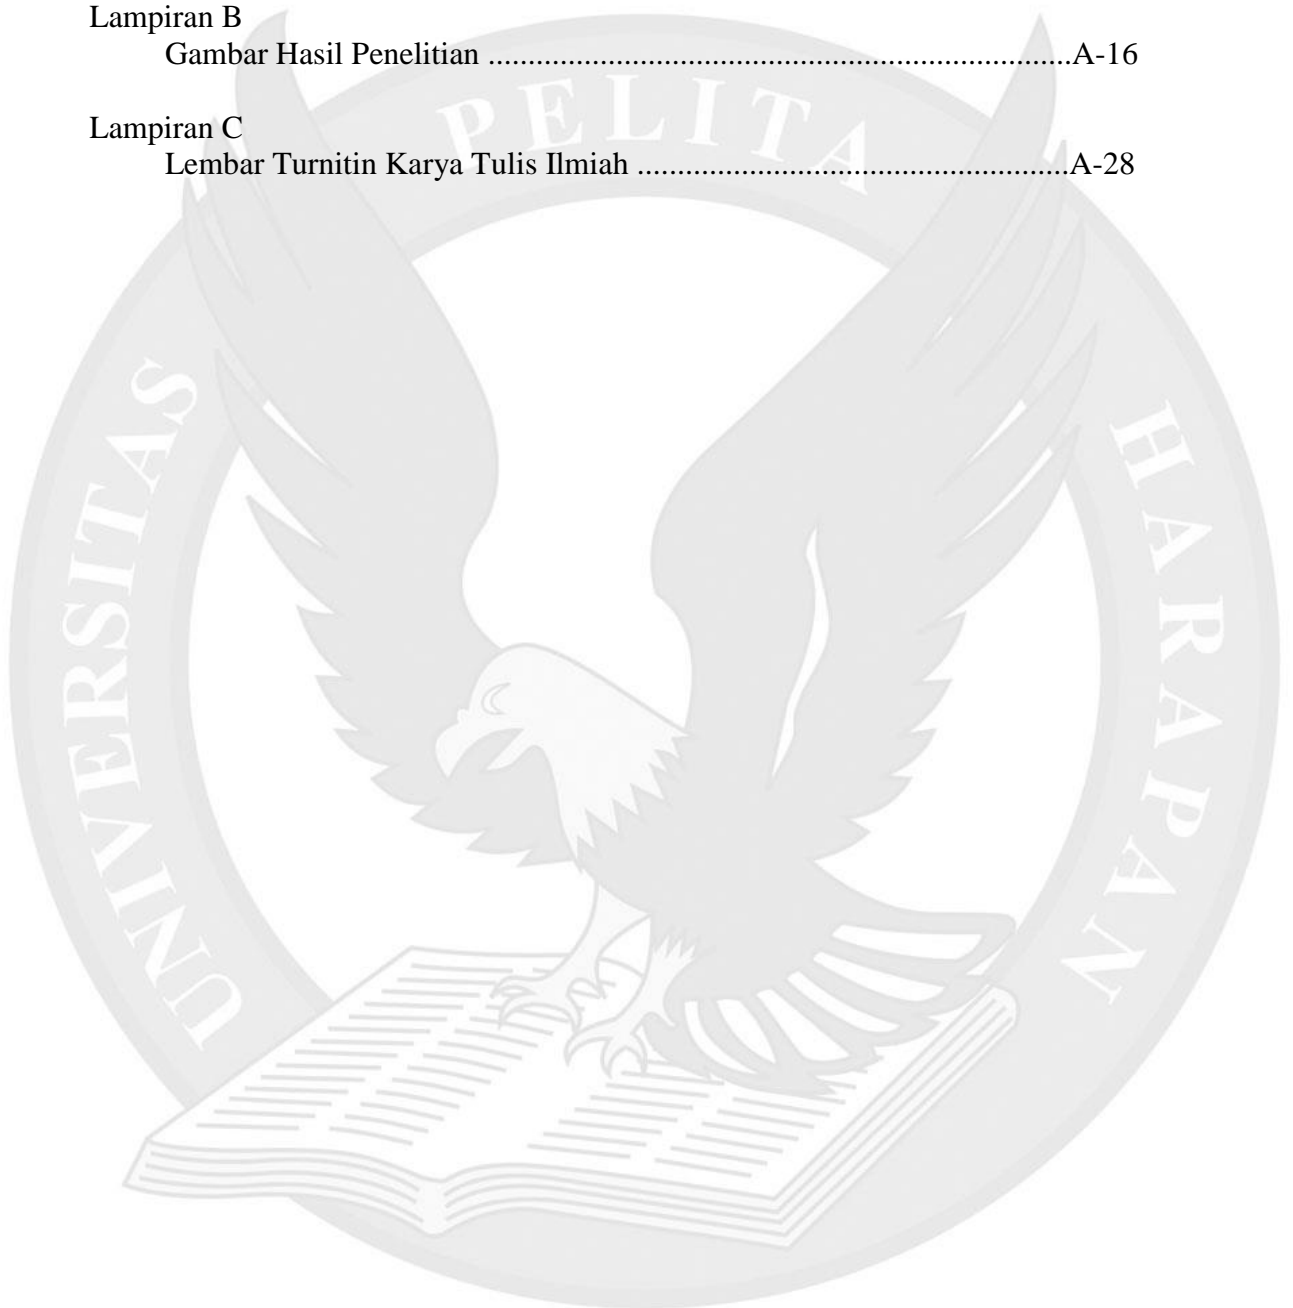 Lampiran B
Gambar Hasil Penelitian ................................................................A-16
Lampiran C
Lembar Turnitin Karya Tulis Ilmiah ................................................A-28
UNIVERSITAS PELITA HARAPAN